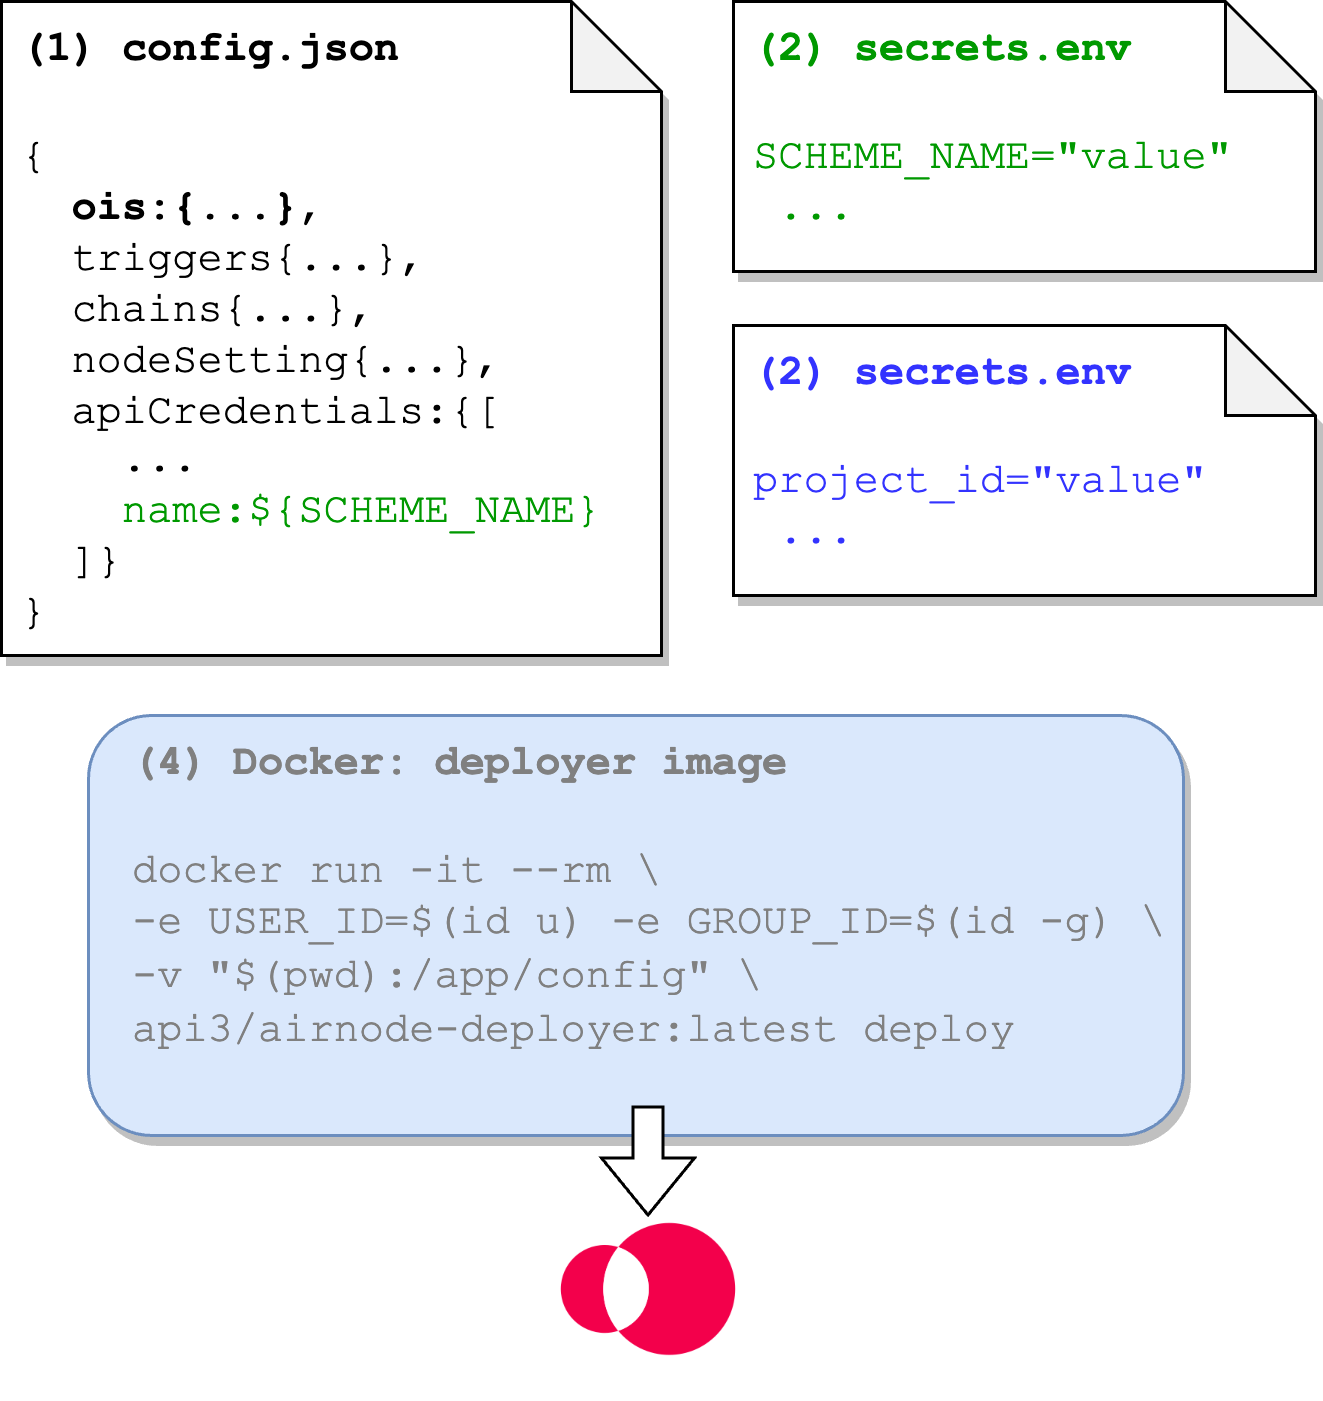 (1) config.json
{
ois:{...},
triggers{...},
chains{...},
nodeSetting{...},
apiCredentials:{[
...
name:${SCHEME_NAME}
]}
}
(2) secrets.env
SCHEME_NAME="value"
...
(2) secrets.env
project_id="value"
...
(4) Docker: deployer image
docker run -it --rm \
-e USER_ID=$(id u) -e GROUP_ID=$(id -g) \
-v "$(pwd):/app/config" \
api3/airnode-deployer:latest deploy